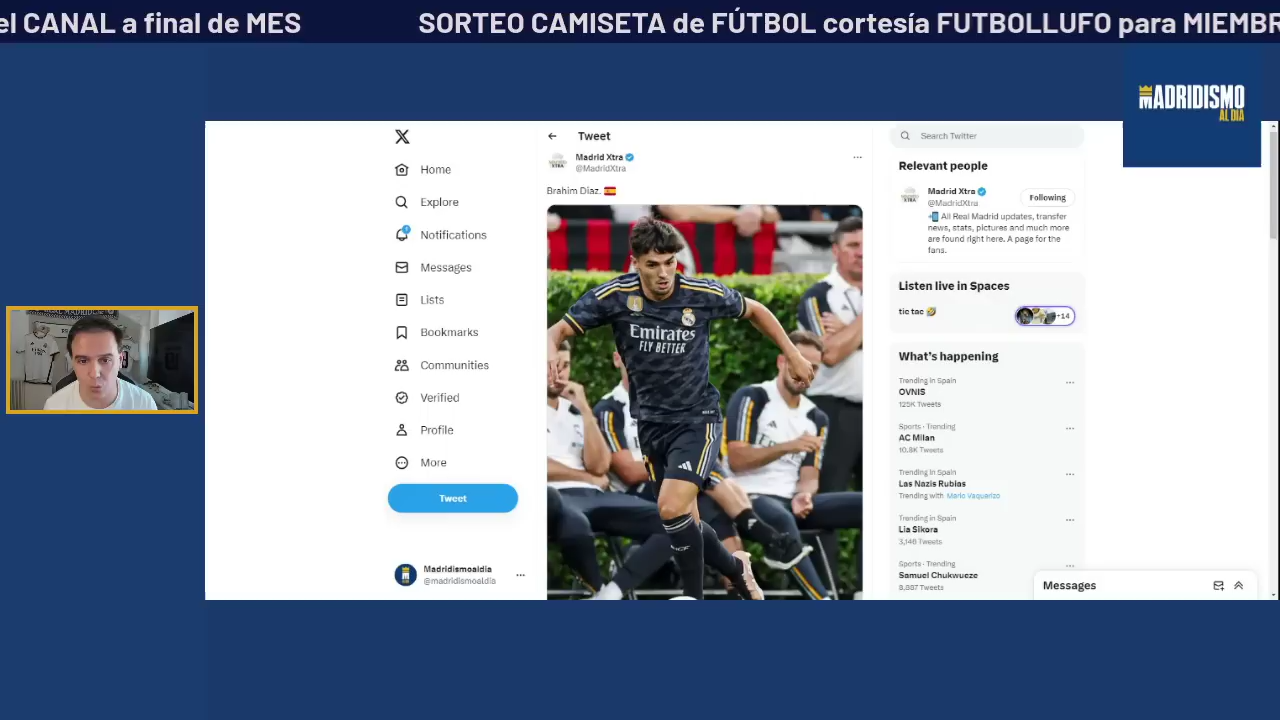 el CANAL a final de MES
SORTEO CAMISETA de FÚTBOL cortesía FUTBOLLUFO para MIEMBR
MADRIDISMO
AL DIA
Home
Explore
Notifications
Messages
Lists
Bookmarks
Communities
Verified
Profile
More
Tweet
Madridismoaldia
@madridismoaldia
Tweet
Madrid Xtra
@MadridXtra
Brahim Diaz.
Emirates
FLY BETTER
Search Twitter
Relevant people
Madrid Xtra
@MadridXtra
Following
All Real Madrid updates, transfer
news, stats, pictures and much more
are found right here. A page for the
fans.
Listen live in Spaces
tic tac
+14
What's happening
Trending in Spain
OVNIS
125K Tweets
Sports · Trending
AC Milan
10.8K Tweets
Trending in Spain
Las Nazis Rubias
Trending with Mario Vaquerizo
Trending in Spain
Lia Sikora
3,146 Tweets
Sports · Trending
Samuel Chukwueze
Messages